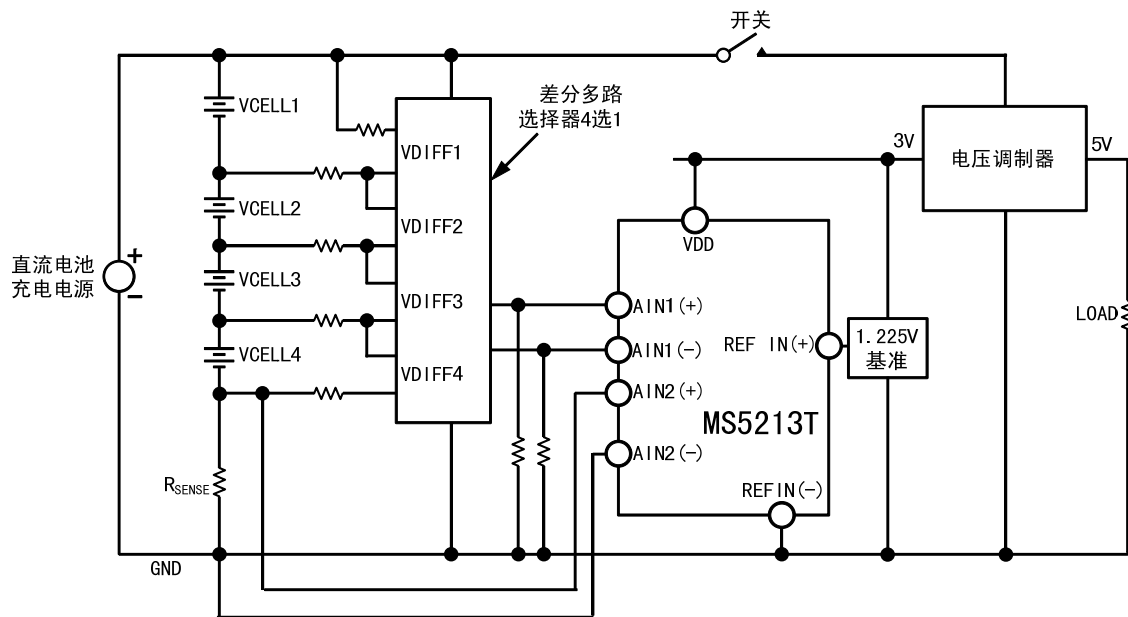 开关
VCELL1
差分多路
选择器4选1
VDIFF1
3V
电压调制器
5V
VCELL2
VDIFF2
VDD
直流电池
充电电源
+
-
VCELL3
VDIFF3
AIN1(+)
LOAD
REF IN(+)
1.225V
基准
AIN1(-)
VCELL4
VDIFF4
AIN2(+)
MS5213T
AIN2(-)
RSENSE
REFIN(-)
GND